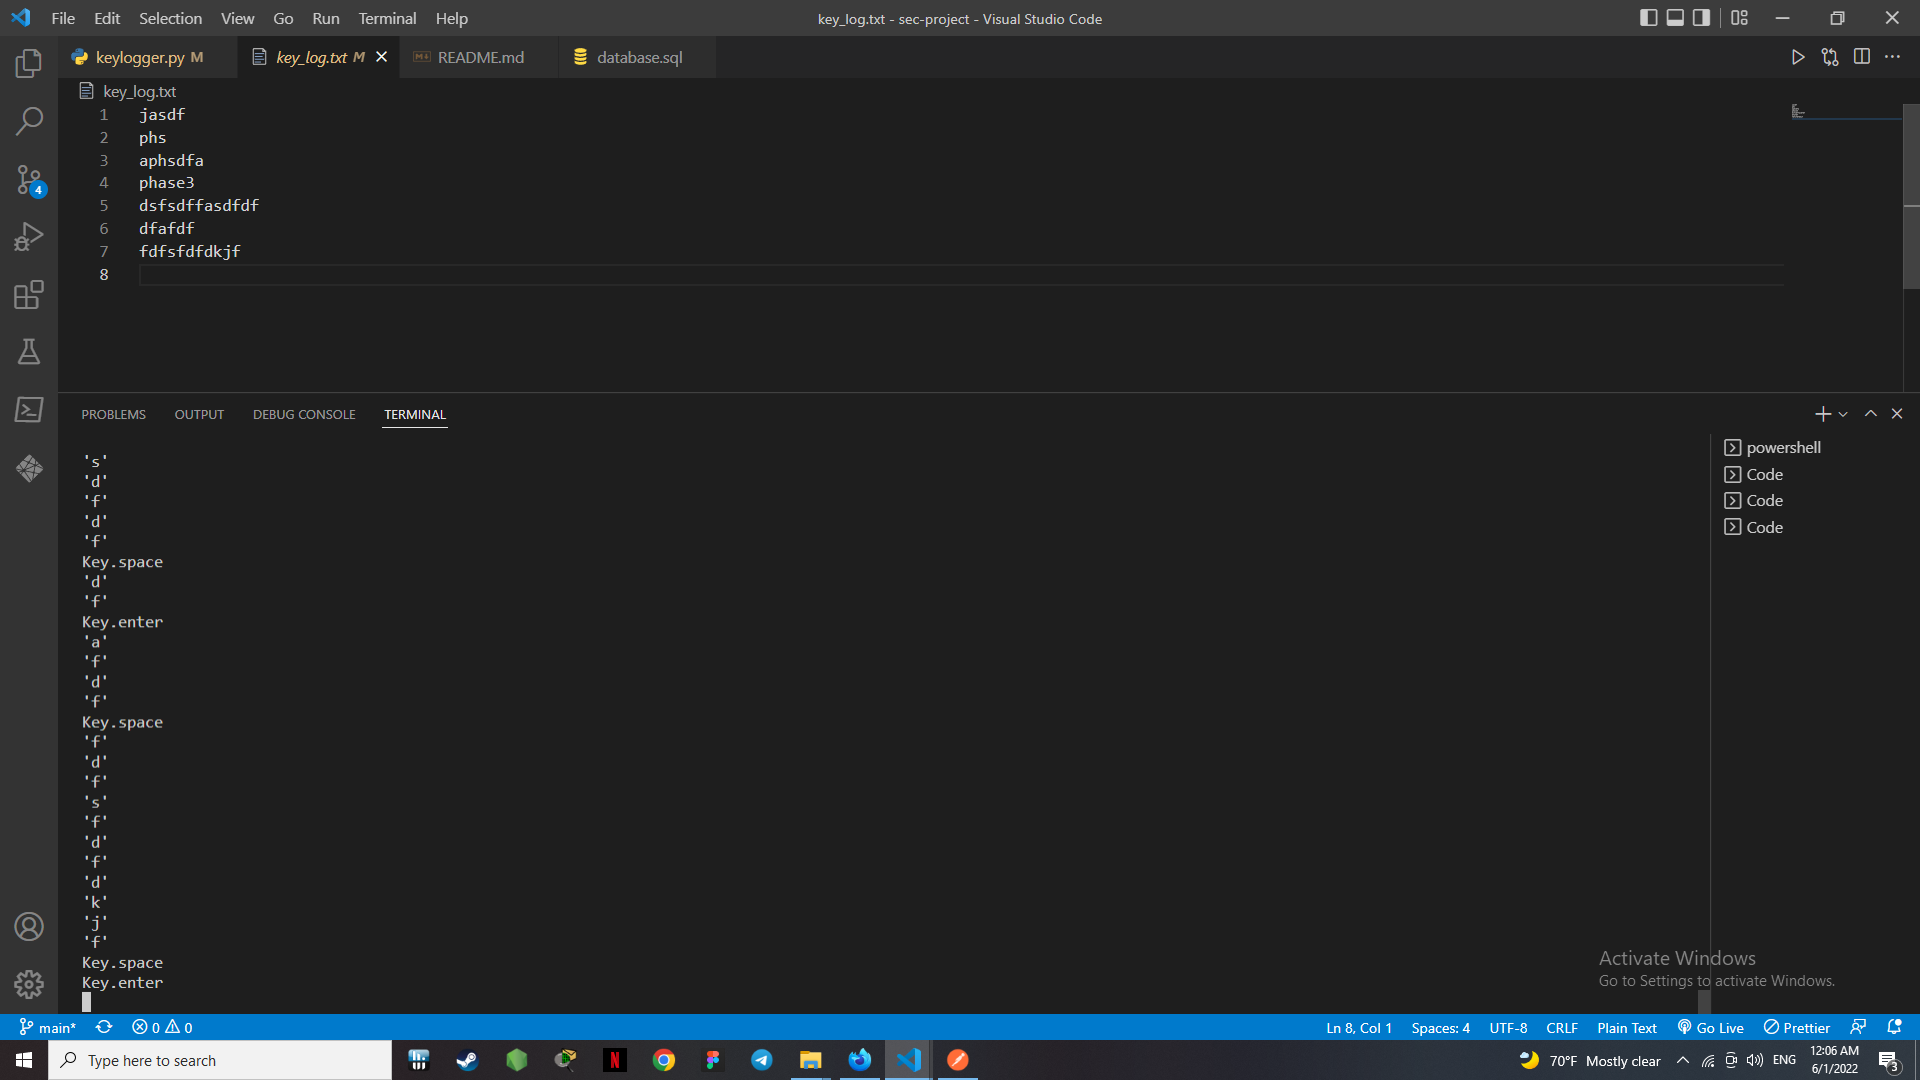 File Edit Selection View Go Run Terminal Help
key_log.txt - sec-project - Visual Studio Code
keylogger.py M
key_log.txt M
README.md
database.sql
key_log.txt
1 jasdf
2 phs
3 aphsdfa
4 phase3
5 dsfsdffasdfdf
6 dfafdf
7 fdfsfdfdkjf
8
4
PROBLEMS OUTPUT DEBUG CONSOLE TERMINAL
's'
'd'
'f'
'd'
'f'
Key.space
'd'
'f'
Key.enter
'a'
'f'
'd'
'f'
Key.space
'f'
'd'
'f'
's'
'f'
'd'
'f'
'd'
'k'
'j'
'f'
Key.space
Key.enter
powershell
Code
Code
Code
Activate Windows
Go to Settings to activate Windows.
main* 0 0 Ln 8, Col 1 Spaces: 4 UTF-8 CRLF Plain Text Go Live Prettier
Type here to search
N
70°F Mostly clear
ENG
12:06 AM
6/1/2022
3